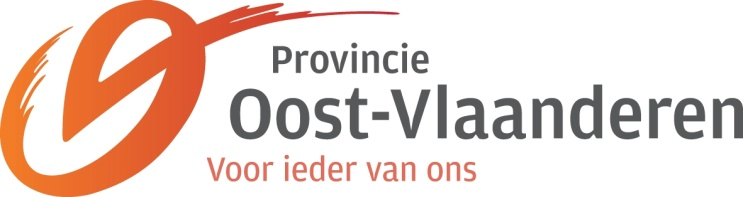 Provincie
Oost-Vlaanderen
Voor ieder van ons